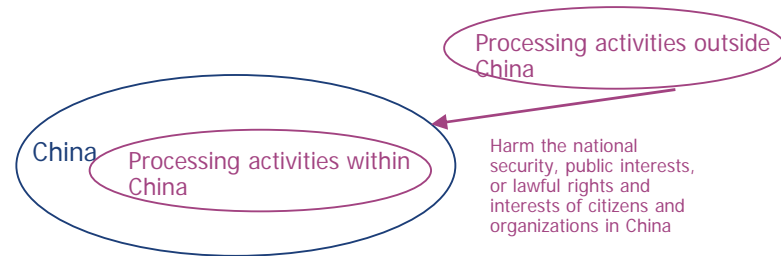 Processing activities outside
China
China
Processing activities within
China
Harm the national
security, public interests,
or lawful rights and
interests of citizens and
organizations in China